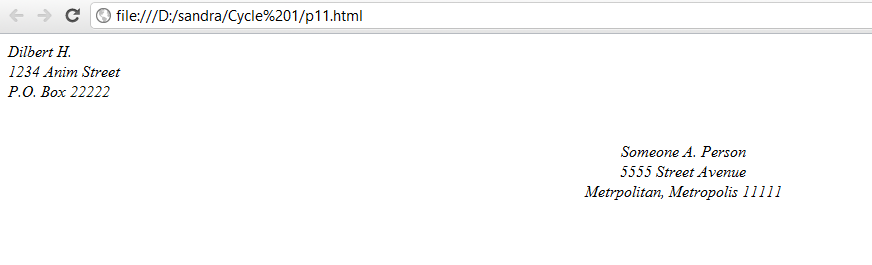 file:///D:/sandra/Cycle%201/p11.html
Dilbert H.
1234 Anim Street
P.O. Box 22222
Someone A. Person
5555 Street Avenue
Metrpolitan, Metropolis 11111